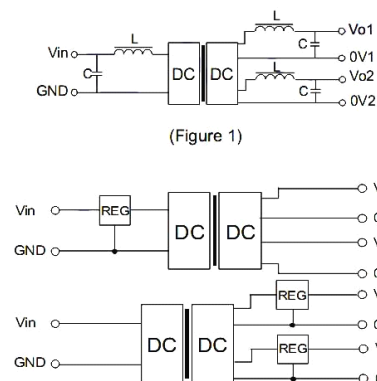 L
Vo1
L
Vin
C
C
0V1
DC
DC
L
Vo2
C
GND
0V2
(Figure 1)
Vin
REG
DC
DC
GND
REG
Vin
DC
DC
REG
GND